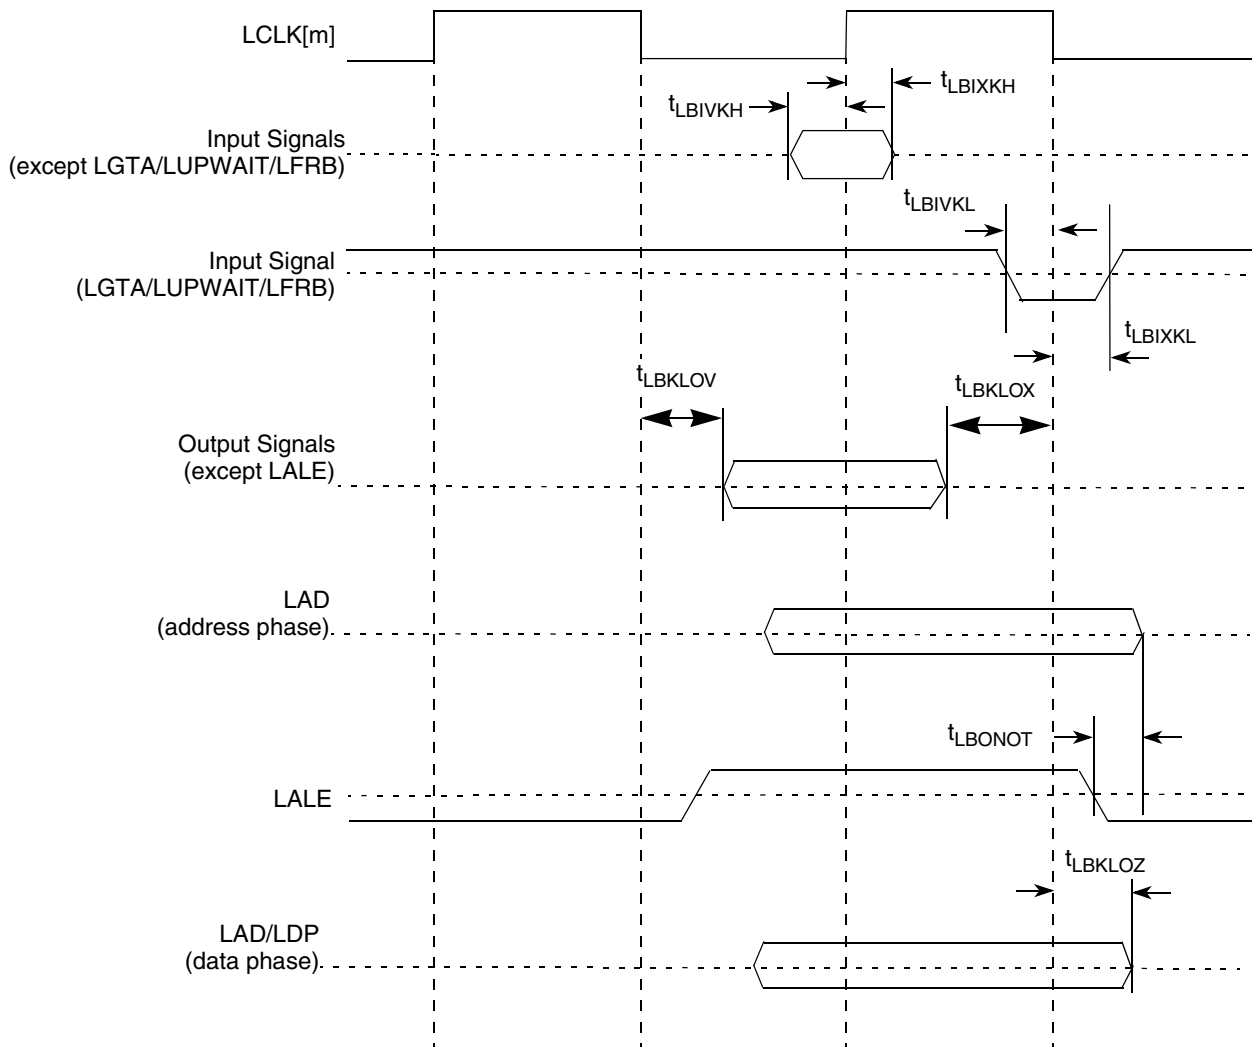 LCLK[m]
tLBIXKH
tLBIVKH
Input Signals
(except LGTA/LUPWAIT/LFRB)
tLBIVKL
Input Signal
(LGTA/LUPWAIT/LFRB)
tLBIXKL
tLBKLOV
tLBKLOX
Output Signals
(except LALE)
LAD
(address phase)
tLBONOT
LALE
tLBKLOZ
LAD/LDP
(data phase)